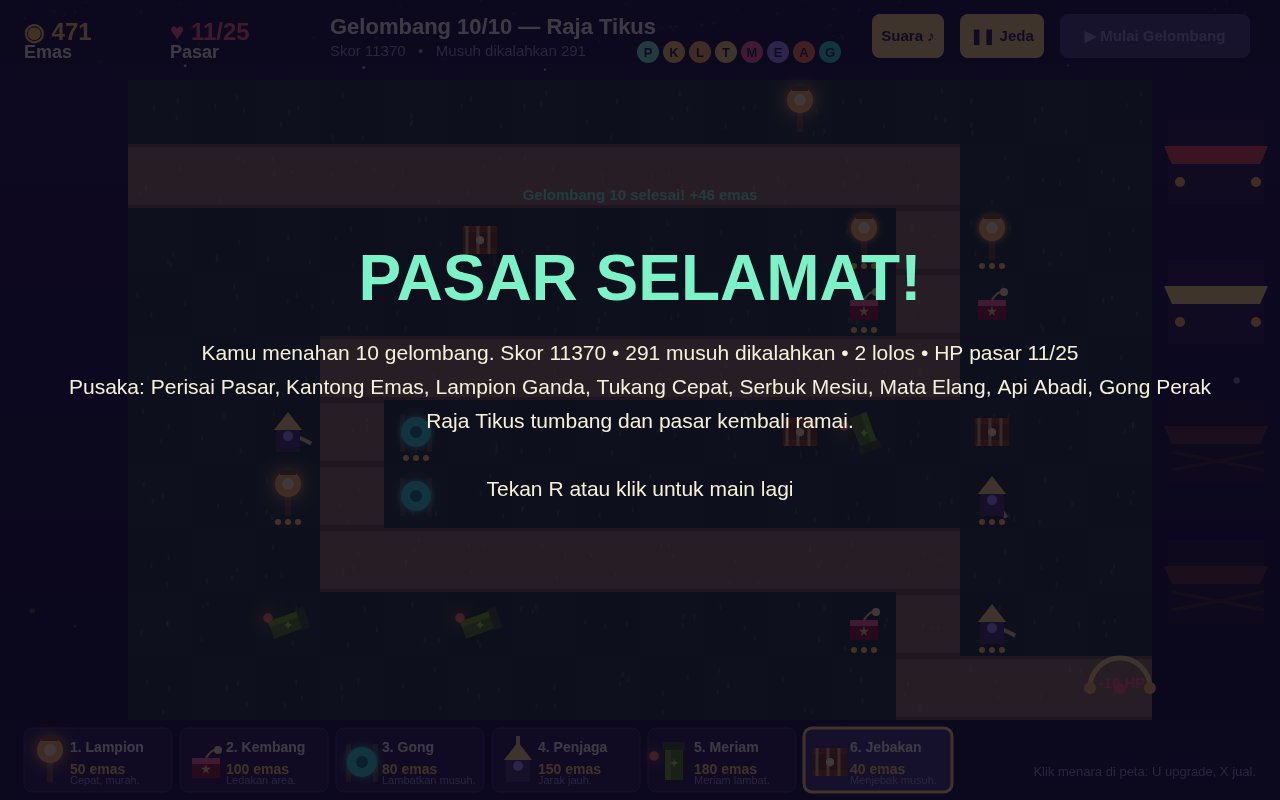 ◉ 471
Emas
♥ 11/25
Pasar
Gelombang 10/10 — Raja Tikus
Skor 11370 • Musuh dikalahkan 291
P K L T M E A G
Suara ♪
❚❚ Jeda
▶ Mulai Gelombang
Gelombang 10 selesai! +46 emas
PASAR SELAMAT!
Kamu menahan 10 gelombang. Skor 11370 • 291 musuh dikalahkan • 2 lolos • HP pasar 11/25
Pusaka: Perisai Pasar, Kantong Emas, Lampion Ganda, Tukang Cepat, Serbuk Mesiu, Mata Elang, Api Abadi, Gong Perak
Raja Tikus tumbang dan pasar kembali ramai.
Tekan R atau klik untuk main lagi
1. Lampion
50 emas
Cepat, murah.
2. Kembang
100 emas
Ledakan area.
3. Gong
80 emas
Lambatkan musuh.
4. Penjaga
150 emas
Jarak jauh.
5. Meriam
180 emas
Meriam lambat.
6. Jebakan
40 emas
Menjebak musuh.
Klik menara di peta: U upgrade, X jual.